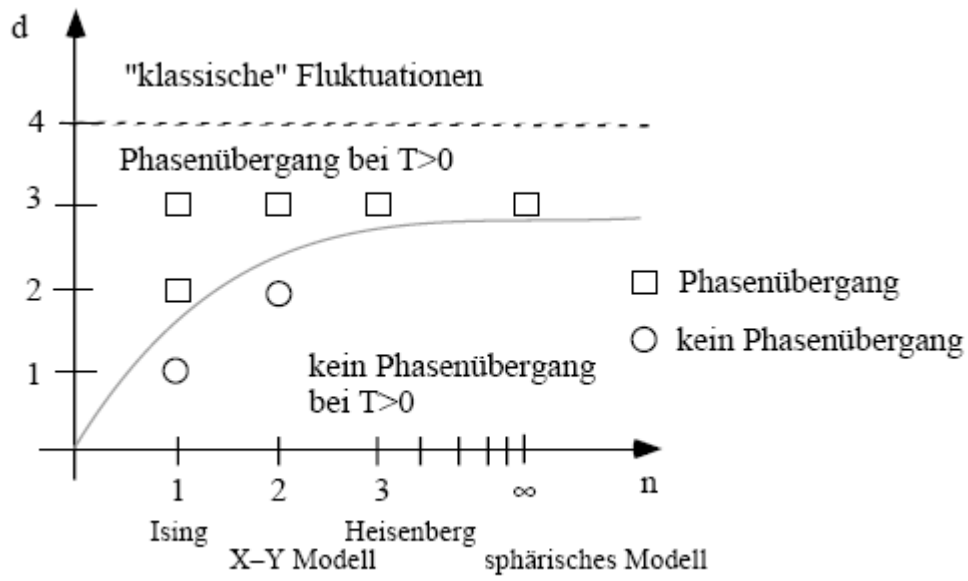 d
"klassische" Fluktuationen
4
Phasenübergang bei T>0
3
2
Phasenübergang
kein Phasenübergang
1
kein Phasenübergang
bei T>0
1 2 3 ∞ n
Ising Heisenberg
X–Y Modell sphärisches Modell